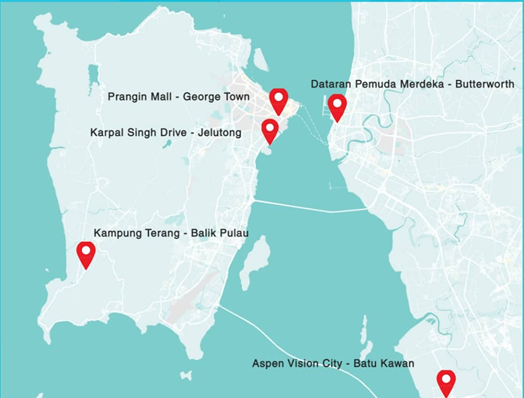 Dataran Pemuda Merdeka - Butterworth
Prangin Mall - George Town
Karpal Singh Drive - Jelutong
Kampung Terang - Balik Pulau
Aspen Vision City - Batu Kawan